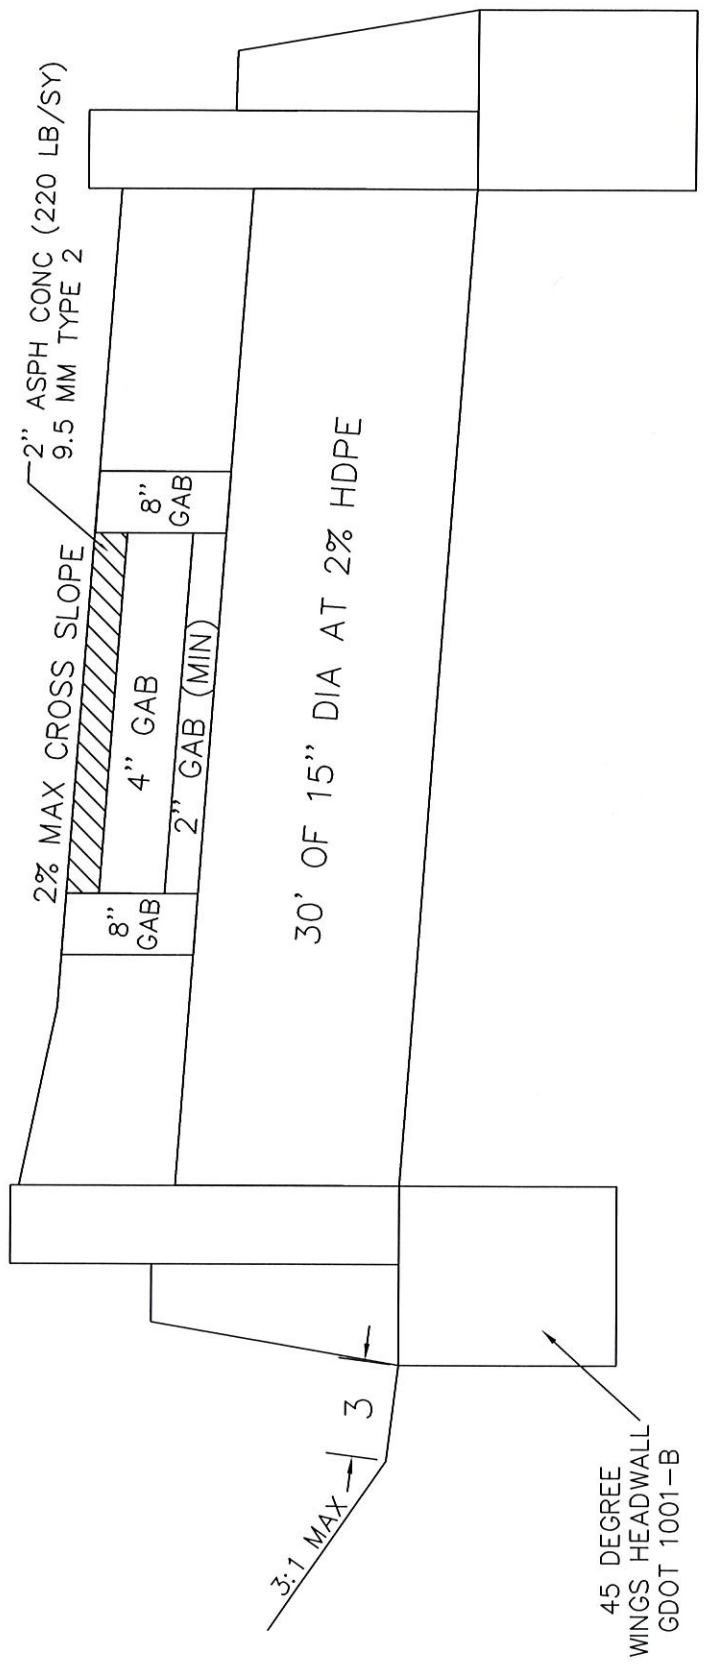 2" ASPH CONC (220 LB/SY)
9.5 MM TYPE 2
2% MAX CROSS SLOPE
8"
GAB
4" GAB
2" GAB (MIN)
8"
GAB
30' OF 15" DIA AT 2% HDPE
3:1 MAX
3
45 DEGREE
WINGS HEADWALL
GDOT 1001-B